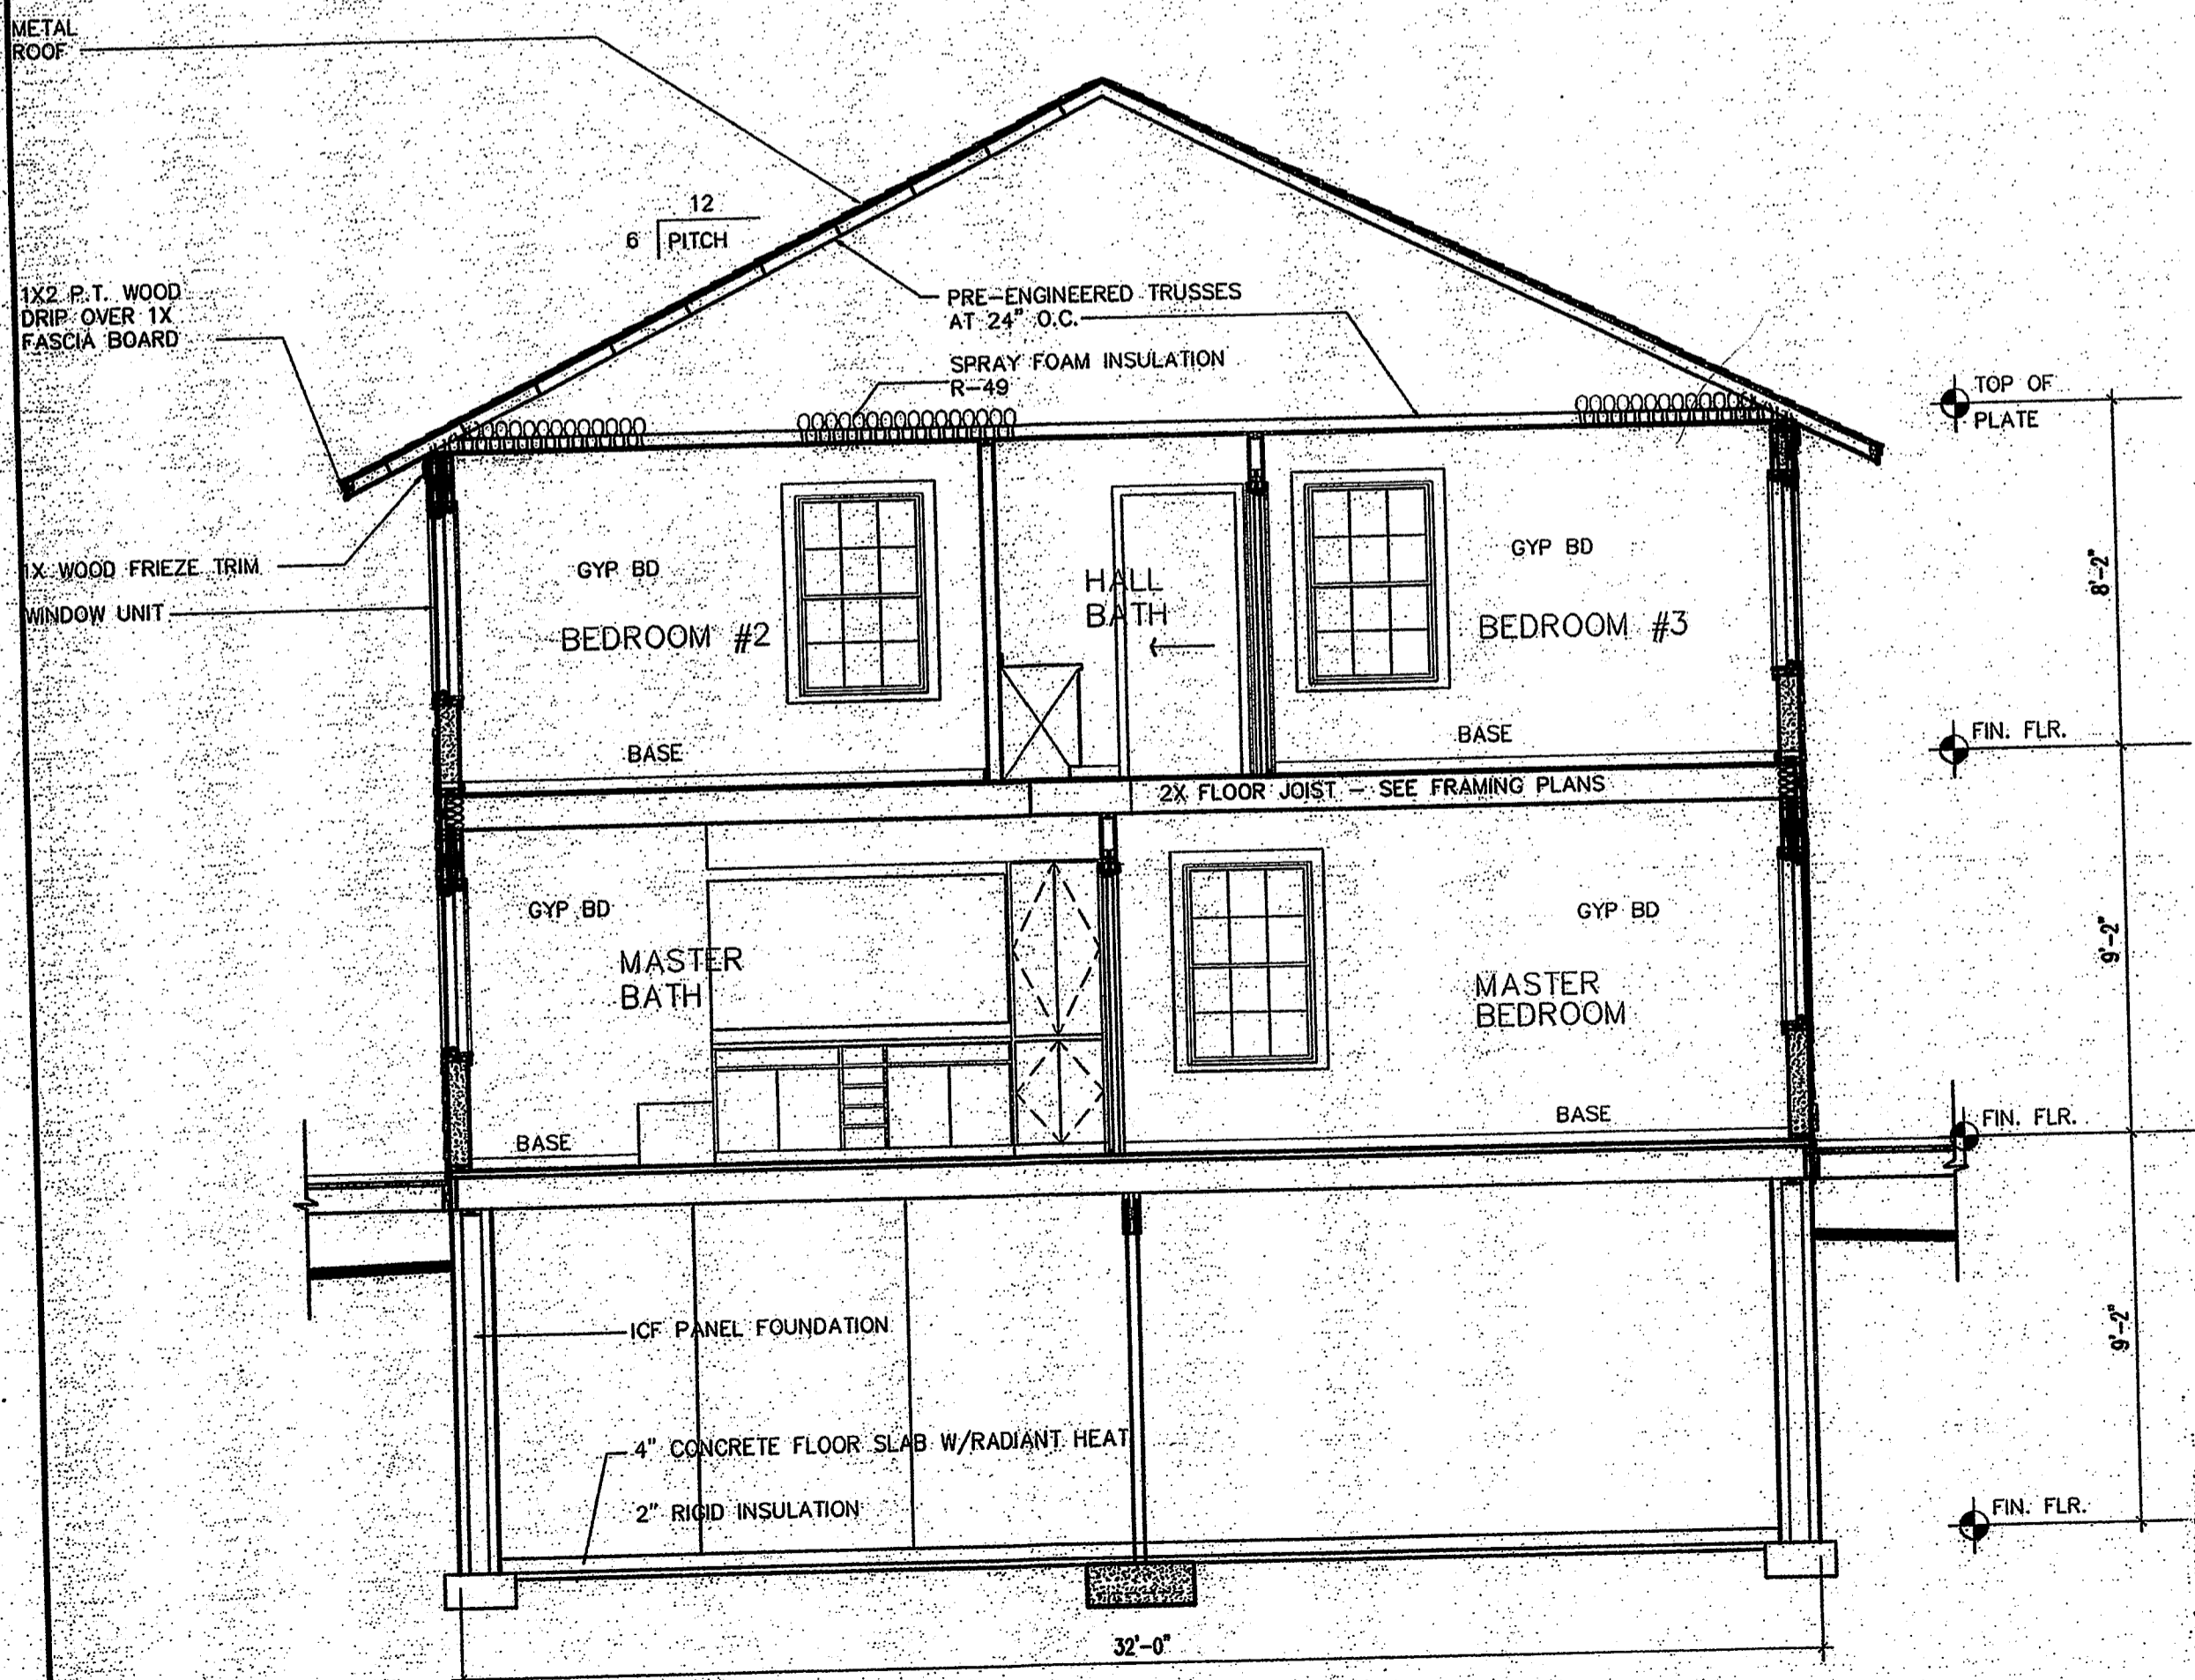 METAL
ROOF
12
6 PITCH
1X2 P.T. WOOD
DRIP OVER 1X
FASCIA BOARD
PRE-ENGINEERED TRUSSES
AT 24" O.C.
SPRAY FOAM INSULATION
R-49
TOP OF
PLATE
1X WOOD FRIEZE TRIM
WINDOW UNIT
GYP BD
BEDROOM #2
HALL
BATH
GYP BD
BEDROOM #3
8'-2"
BASE
BASE
FIN. FLR.
2X FLOOR JOIST - SEE FRAMING PLANS
GYP BD
MASTER
BATH
GYP BD
MASTER
BEDROOM
9'-2"
BASE
BASE
FIN. FLR.
ICF PANEL FOUNDATION
9'-2"
4" CONCRETE FLOOR SLAB W/RADIANT HEAT
2" RIGID INSULATION
FIN. FLR.
32'-0"